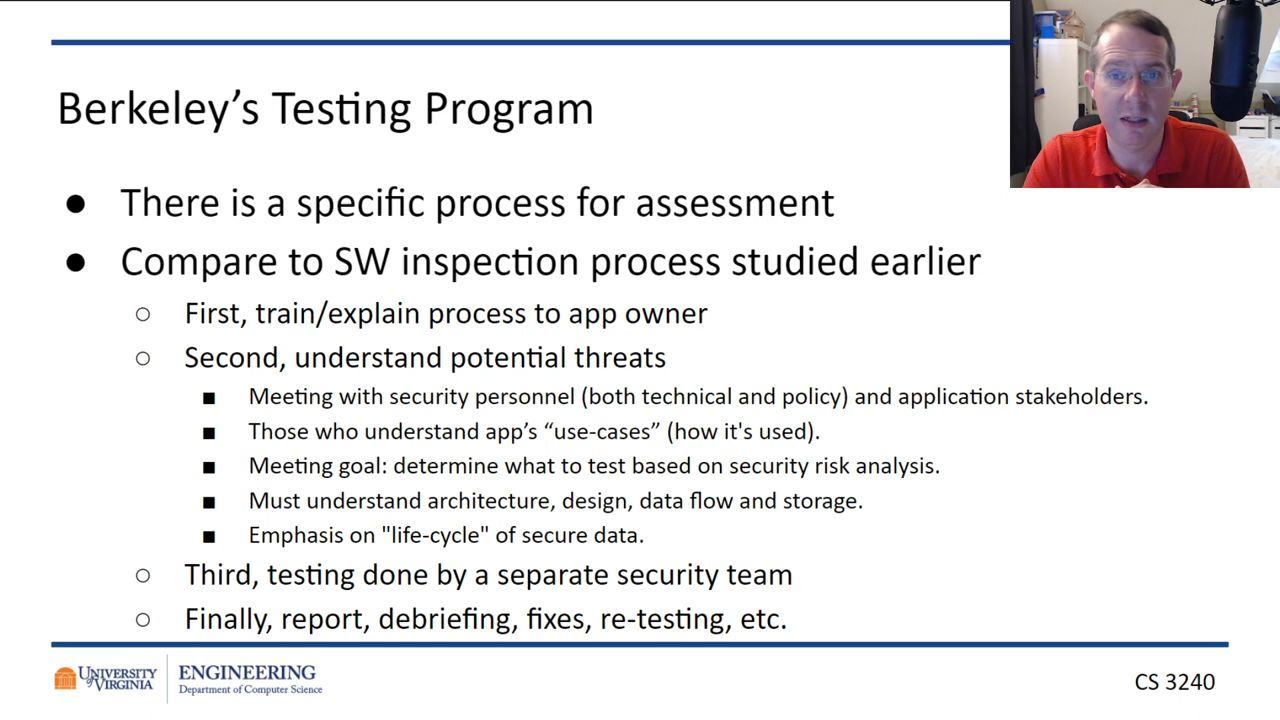 Berkeley's Testing Program
● There is a specific process for assessment
● Compare to SW inspection process studied earlier
○ First, train/explain process to app owner
○ Second, understand potential threats
■ Meeting with security personnel (both technical and policy) and application stakeholders.
■ Those who understand app's “use-cases” (how it's used).
■ Meeting goal: determine what to test based on security risk analysis.
■ Must understand architecture, design, data flow and storage.
■ Emphasis on "life-cycle" of secure data.
○ Third, testing done by a separate security team
○ Finally, report, debriefing, fixes, re-testing, etc.
UNIVERSITY
of VIRGINIA
ENGINEERING
Department of Computer Science
CS 3240